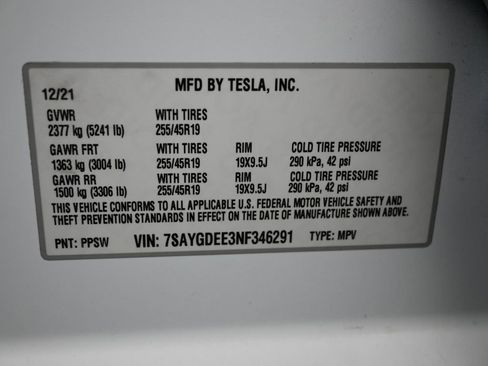 MFD BY TESLA, INC.
12/21
GVWR WITH TIRES
2377 kg (5241 lb) 255/45R19
GAWR FRT WITH TIRES RIM COLD TIRE PRESSURE
1363 kg (3004 lb) 255/45R19 19X9.5J 290 kPa, 42 psi
GAWR RR WITH TIRES RIM COLD TIRE PRESSURE
1500 kg (3306 lb) 255/45R19 19X9.5J 290 kPa, 42 psi
THIS VEHICLE CONFORMS TO ALL APPLICABLE U.S. FEDERAL MOTOR VEHICLE SAFETY AND
THEFT PREVENTION STANDARDS IN EFFECT ON THE DATE OF MANUFACTURE SHOWN ABOVE.
PNT: PPSW VIN: 7SAYGDEE3NF346291 TYPE: MPV